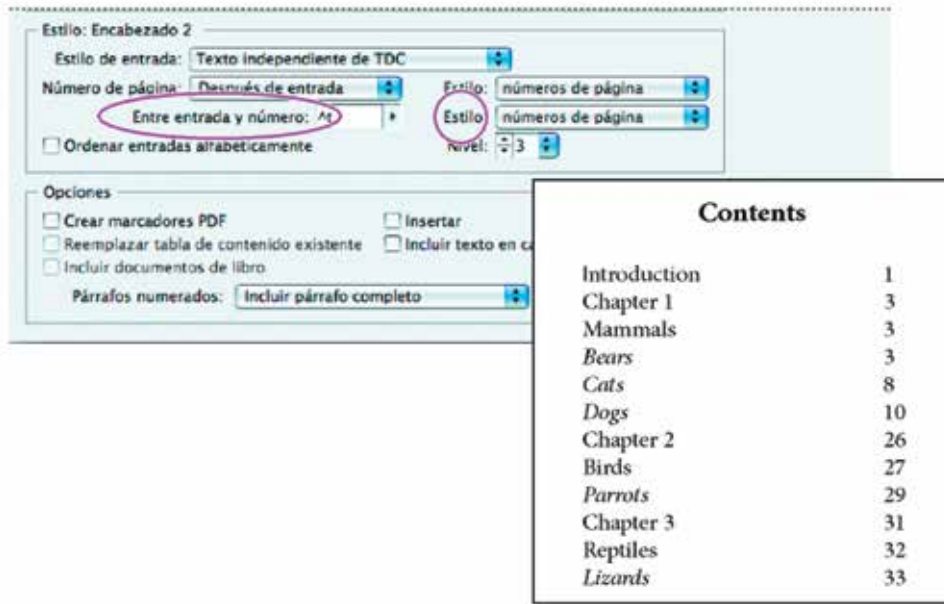 Estilo: Encabezado 2
Estilo de entrada: Texto independiente de TDC
Número de página: Después de entrada Estilo: números de página
Entre entrada y número: ^t Estilo números de página
Ordenar entradas alfabéticamente Nivel: 3
Opciones
Crear marcadores PDF Insertar
Reemplazar tabla de contenido existente Incluir texto en ca
Incluir documentos de libro
Párrafos numerados: Incluir párrafo completo
Contents
Introduction 1
Chapter 1 3
Mammals 3
Bears 3
Cats 8
Dogs 10
Chapter 2 26
Birds 27
Parrots 29
Chapter 3 31
Reptiles 32
Lizards 33